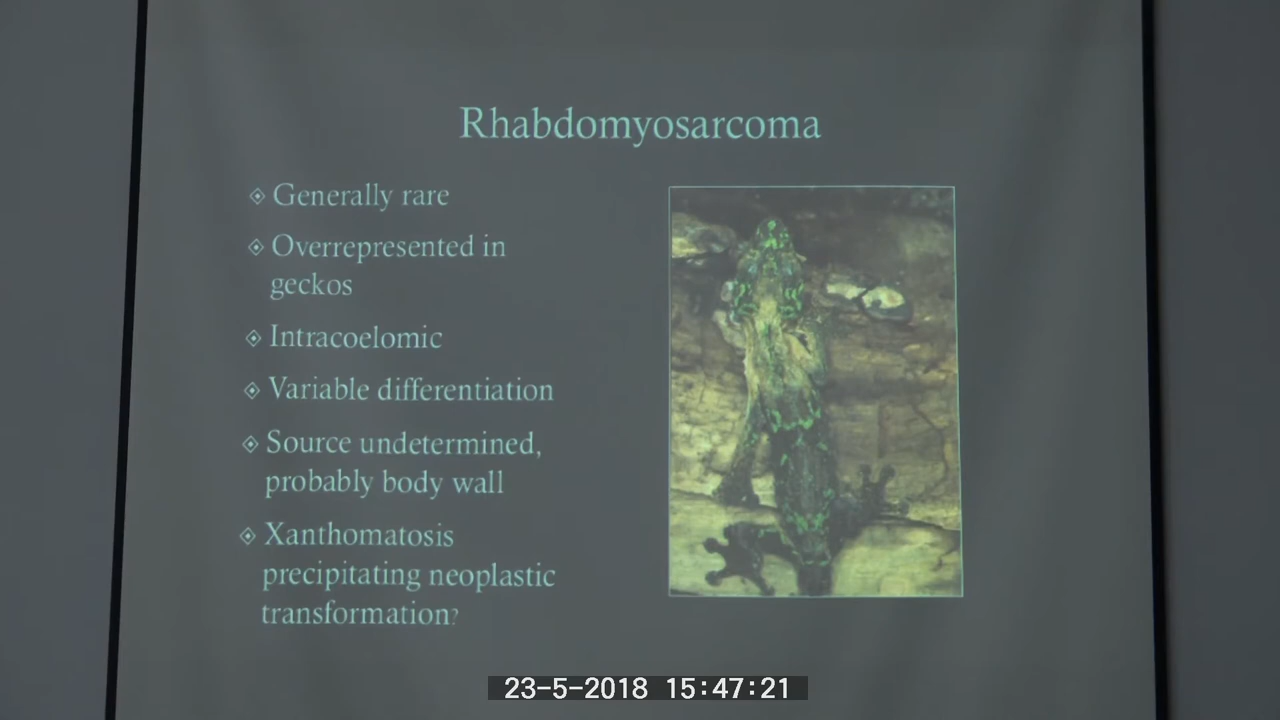 Rhabdomyosarcoma
Generally rare
Overrepresented in
geckos
Intracoelomic
Variable differentiation
Source undetermined,
probably body wall
Xanthomatosis
precipitating neoplastic
transformation?
23-5-2018 15:47:21